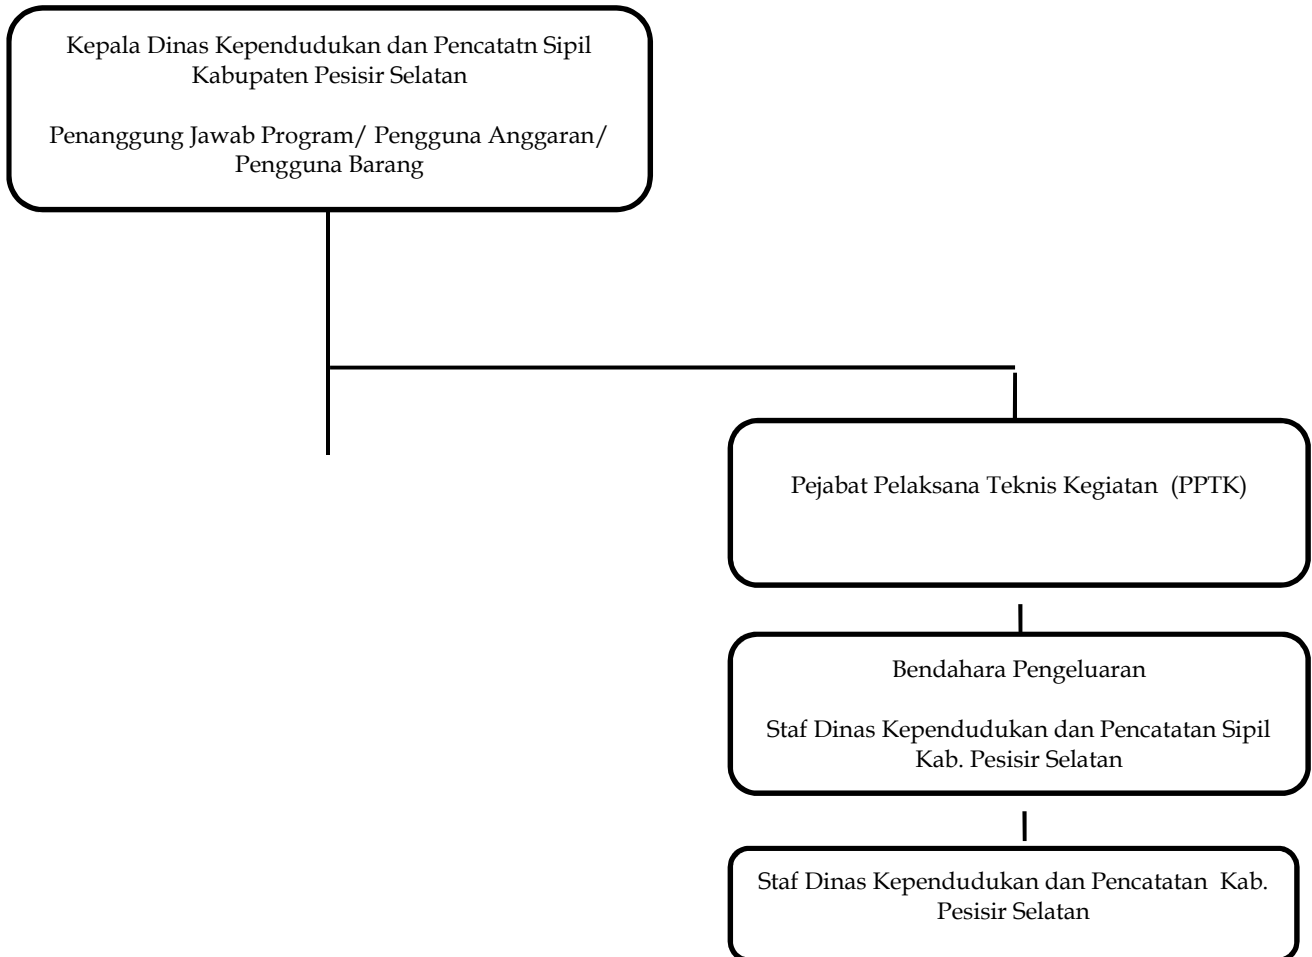 Kepala Dinas Kependudukan dan Pencatatn Sipil
Kabupaten Pesisir Selatan
Penanggung Jawab Program/ Pengguna Anggaran/
Pengguna Barang
Pejabat Pelaksana Teknis Kegiatan  (PPTK)
Bendahara Pengeluaran
Staf Dinas Kependudukan dan Pencatatan Sipil
Kab. Pesisir Selatan
Staf Dinas Kependudukan dan Pencatatan  Kab.
Pesisir Selatan